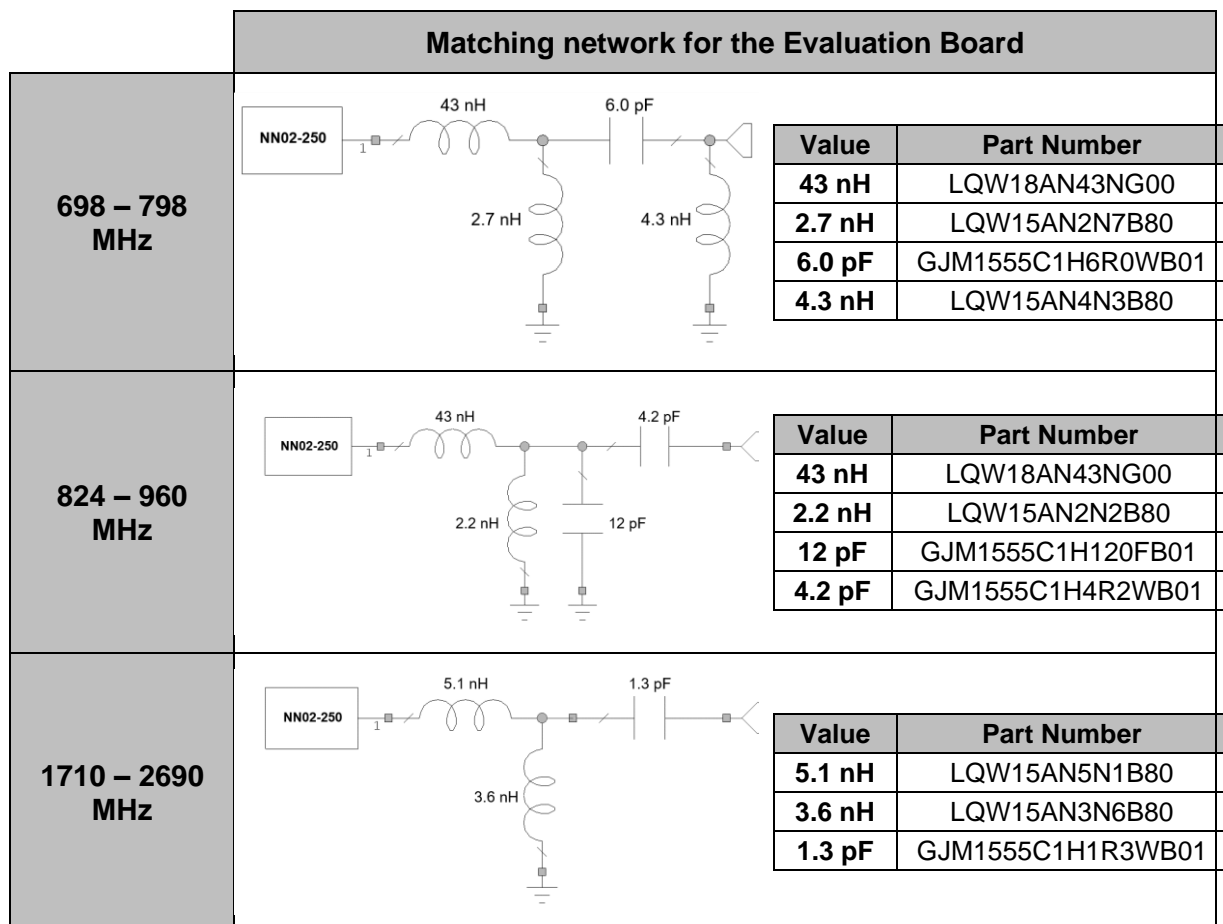 Matching network for the Evaluation Board
698 – 798
MHz
NN02-250
1
43 nH
6.0 pF
2.7 nH
4.3 nH
Value Part Number
43 nH LQW18AN43NG00
2.7 nH LQW15AN2N7B80
6.0 pF GJM1555C1H6R0WB01
4.3 nH LQW15AN4N3B80
824 – 960
MHz
NN02-250
1
43 nH
4.2 pF
2.2 nH
12 pF
Value Part Number
43 nH LQW18AN43NG00
2.2 nH LQW15AN2N2B80
12 pF GJM1555C1H120FB01
4.2 pF GJM1555C1H4R2WB01
1710 – 2690
MHz
NN02-250
1
5.1 nH
1.3 pF
3.6 nH
Value Part Number
5.1 nH LQW15AN5N1B80
3.6 nH LQW15AN3N6B80
1.3 pF GJM1555C1H1R3WB01